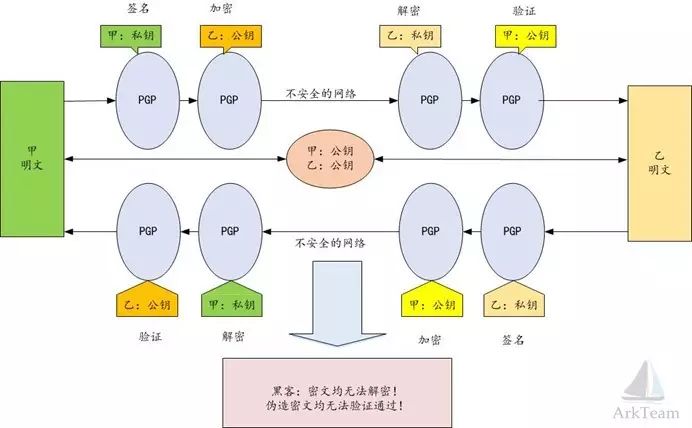 签名
加密
解密
验证
甲：私钥
乙：公钥
乙：私钥
甲：公钥
PGP
PGP
不安全的网络
PGP
PGP
甲
明文
甲：公钥
乙：公钥
乙
明文
PGP
PGP
不安全的网络
PGP
PGP
乙：公钥
甲：私钥
甲：公钥
乙：私钥
验证
解密
加密
签名
黑客：密文均无法解密！
伪造密文均无法验证通过！
ArkTeam